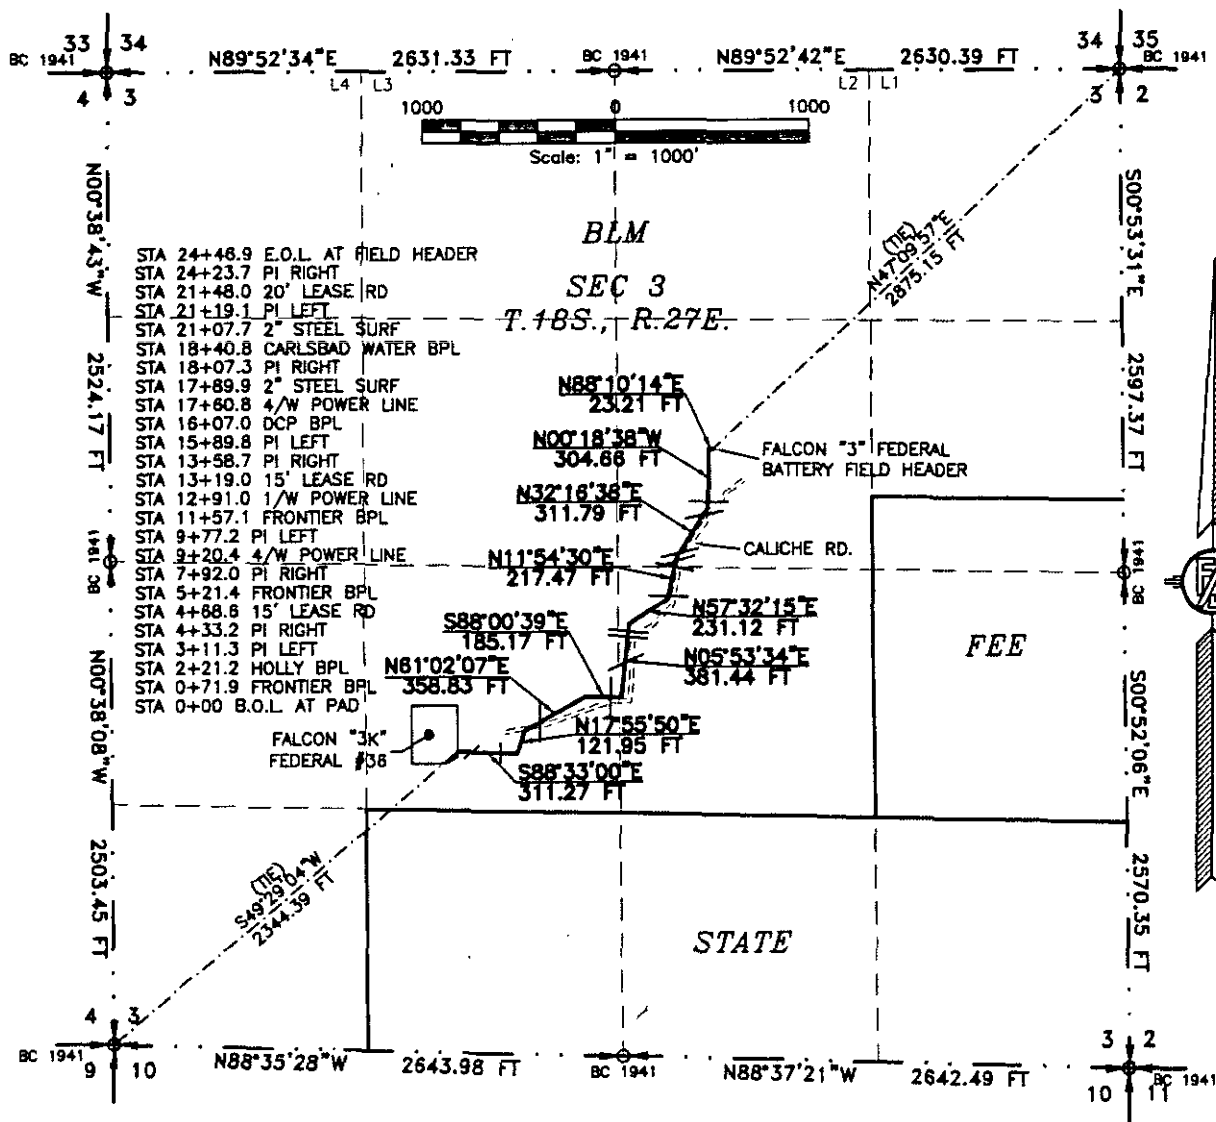 33 34
BC 1941
4 3
N89°52'34"E 2631.33 FT
BC 1941
N89°52'42"E 2630.39 FT
34 35
BC 1941
3 2
L4 L3
L2 L1
1000 0 1000
Scale: 1" = 1000'
N00°38'43"W
2524.17 FT
BC 1941
N00°38'08"W
2503.45 FT
S00°53'31"E
2597.37 FT
BC 1941
S00°52'06"E
2570.35 FT
BLM
SEC 3
T.18S., R.27E.
(TIE)
N47°09'57"E
2875.15 FT
STA 24+46.9 E.O.L. AT FIELD HEADER
STA 24+23.7 PI RIGHT
STA 21+48.0 20' LEASE RD
STA 21+19.1 PI LEFT
STA 21+07.7 2" STEEL SURF
STA 18+40.8 CARLSBAD WATER BPL
STA 18+07.3 PI RIGHT
STA 17+89.9 2" STEEL SURF
STA 17+60.8 4/W POWER LINE
STA 16+07.0 DCP BPL
STA 15+89.8 PI LEFT
STA 13+58.7 PI RIGHT
STA 13+19.0 15' LEASE RD
STA 12+91.0 1/W POWER LINE
STA 11+57.1 FRONTIER BPL
STA 9+77.2 PI LEFT
STA 9+20.4 4/W POWER LINE
STA 7+92.0 PI RIGHT
STA 5+21.4 FRONTIER BPL
STA 4+68.6 15' LEASE RD
STA 4+33.2 PI RIGHT
STA 3+11.3 PI LEFT
STA 2+21.2 HOLLY BPL
STA 0+71.9 FRONTIER BPL
STA 0+00 B.O.L. AT PAD
N88°10'14"E
23.21 FT
N00°18'38"W
304.66 FT
FALCON "3" FEDERAL
BATTERY FIELD HEADER
N32°16'38"E
311.79 FT
CALICHE RD.
N11°54'30"E
217.47 FT
N57°32'15"E
231.12 FT
S88°00'39"E
185.17 FT
N05°53'34"E
381.44 FT
N61°02'07"E
358.83 FT
FEE
N17°55'50"E
121.95 FT
FALCON "3K"
FEDERAL #36
S88°33'00"E
311.27 FT
(TIE)
S49°29'04"W
2344.39 FT
STATE
4 3
BC 1941
9 10
N88°35'28"W 2643.98 FT
BC 1941
N88°37'21"W 2642.49 FT
3 2
BC 1941
10 11